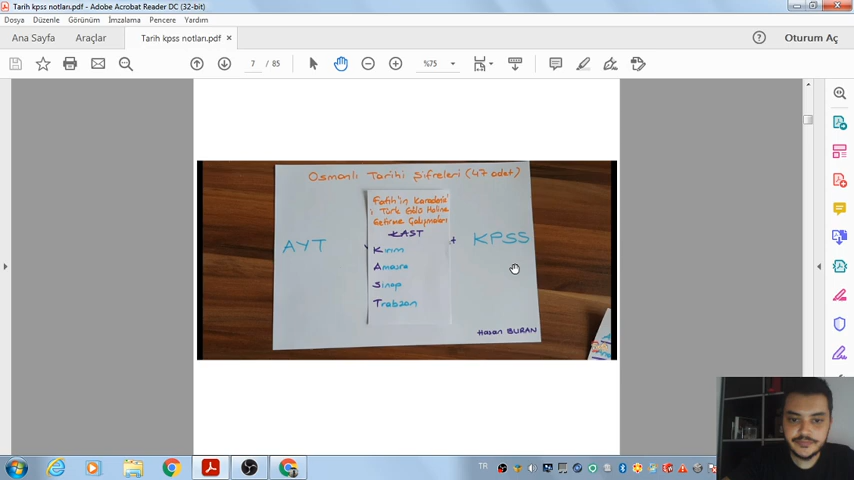 Tarih kpss notları.pdf - Adobe Acrobat Reader DC (32-bit)
Dosya Düzenle Görünüm İmzalama Pencere Yardım
Ana Sayfa Araçlar Tarih kpss notları.pdf × Oturum Aç
7 / 85 %75
Osmanlı Tarihi Şifreleri (47 adet)
Fatih'in Karadeniz'
i Türk Gölü Haline
Getirme Çalışmaları
KAST
AYT + KPSS
Kırım
Amasra
Sinop
Trabzon
Hasan BURAN
TR